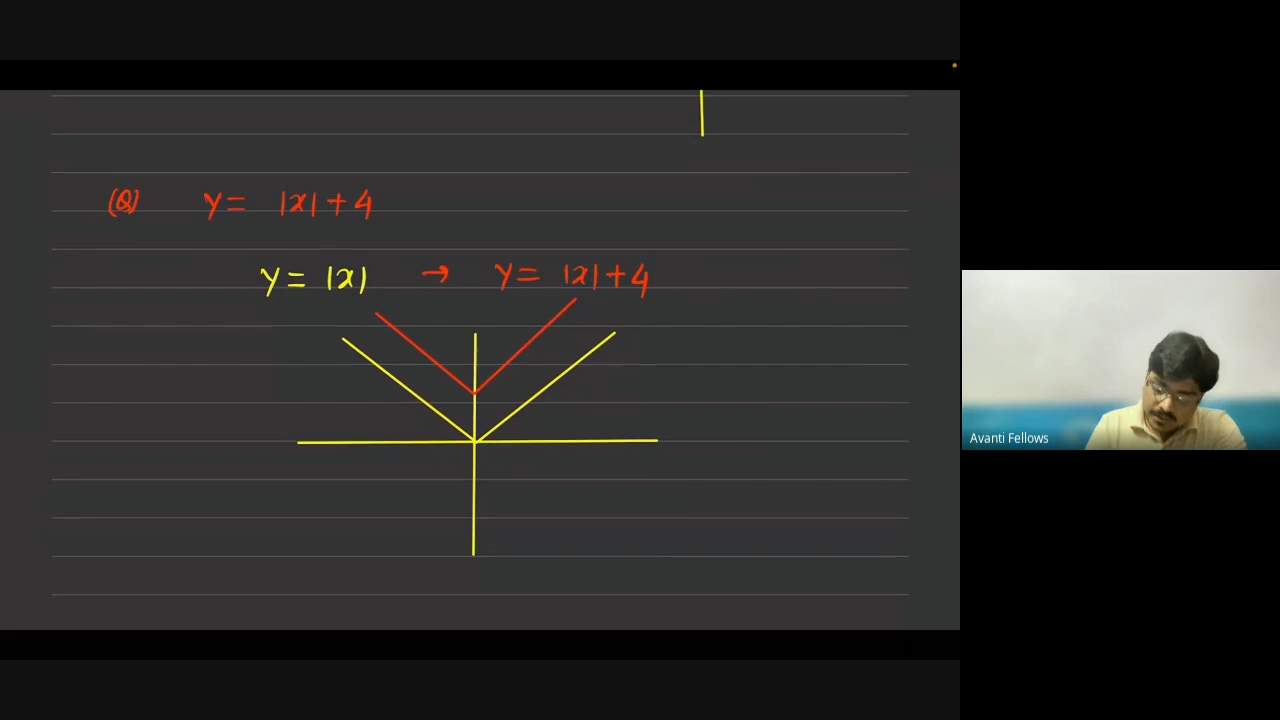 (Q) y = |x| + 4
y = |x| → y = |x| + 4
Avanti Fellows